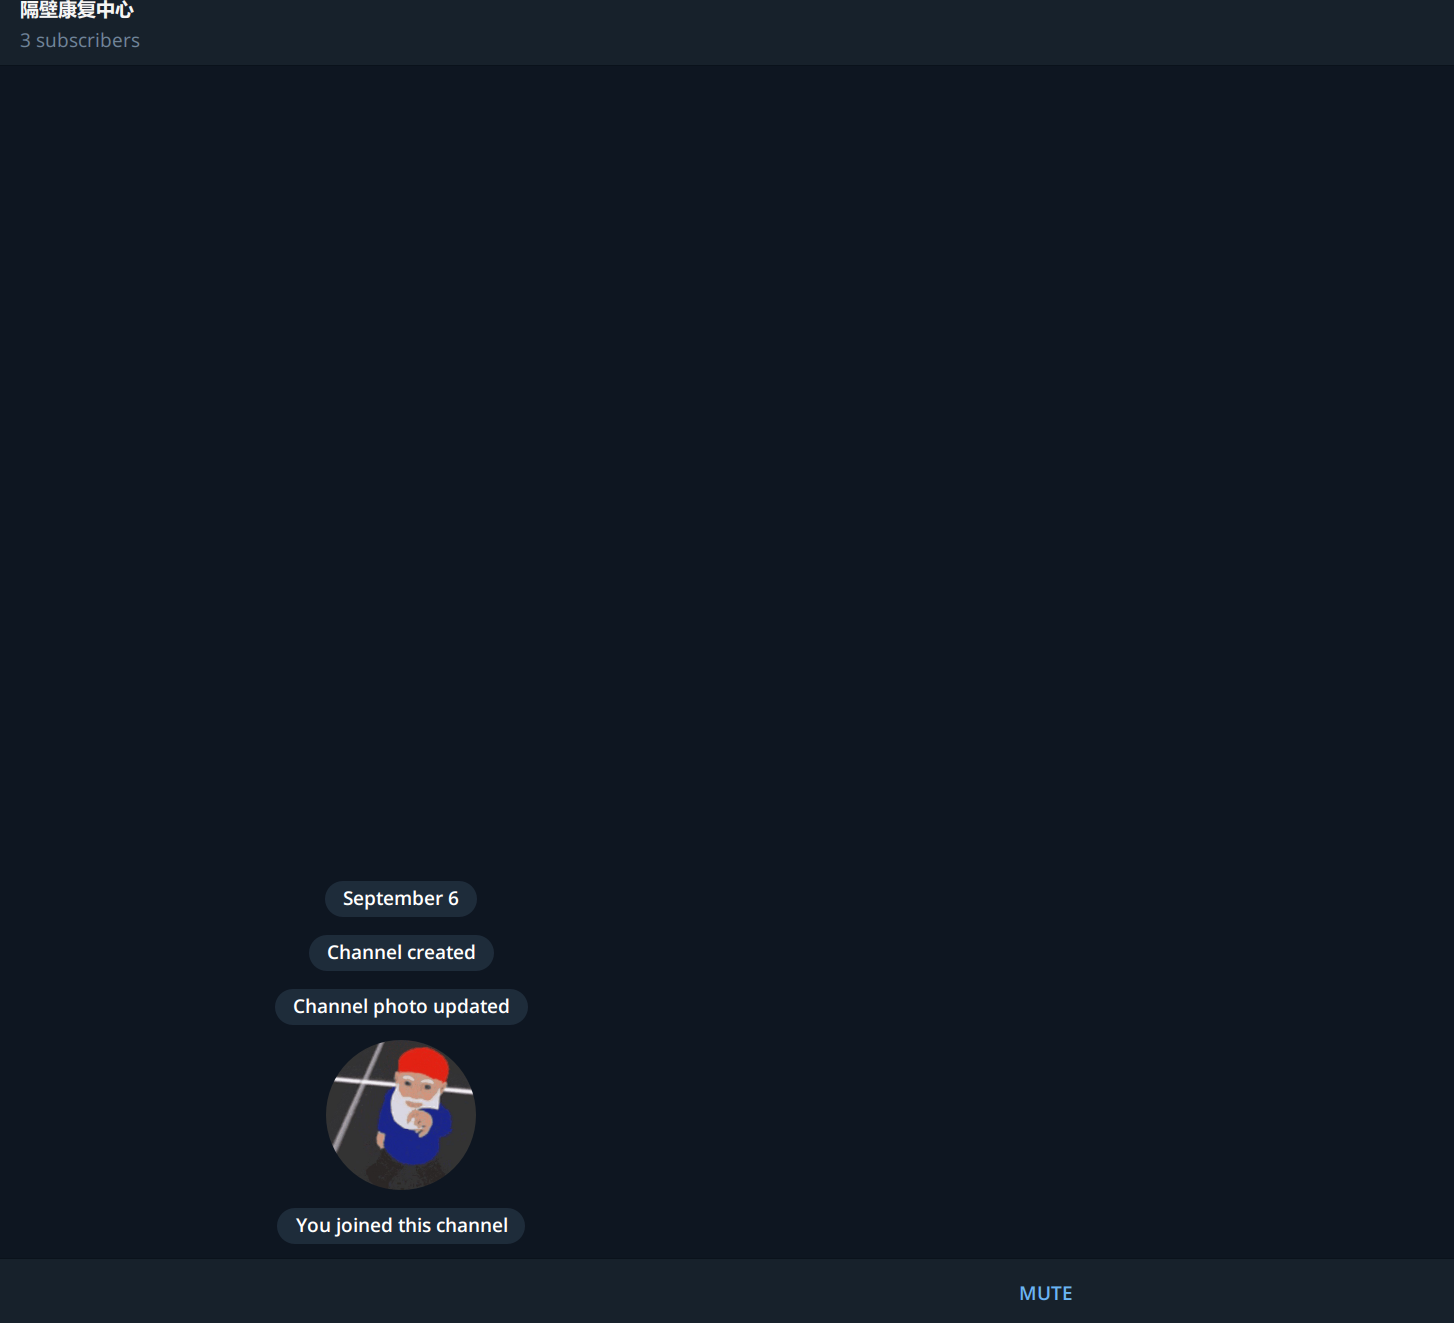 隔壁康复中心
3 subscribers
September 6
Channel created
Channel photo updated
You joined this channel
MUTE